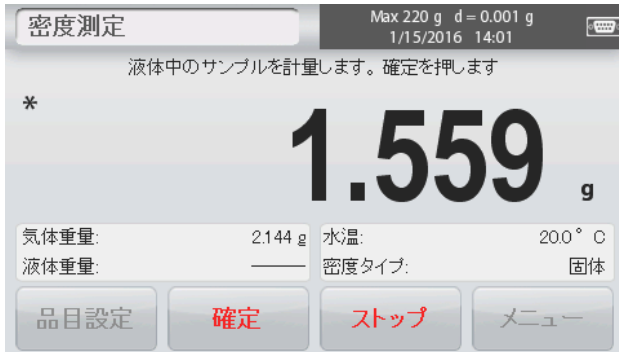 密度測定
Max 220 g d = 0.001 g
1/15/2016 14:01
液体中のサンプルを計量します。確定を押します
*
1.559 g
気体重量: 2.144 g
水温: 20.0° C
液体重量: ———
密度タイプ: 固体
品目設定
確定
ストップ
メニュー